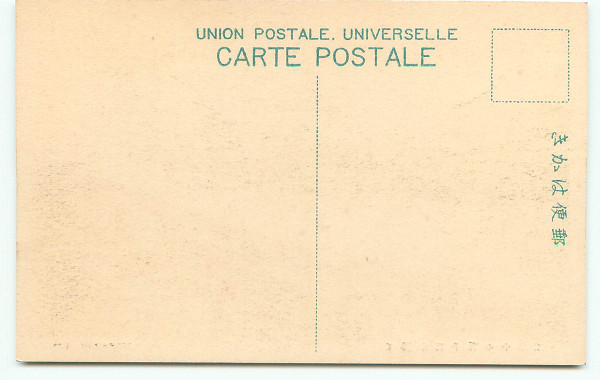 UNION POSTALE. UNIVERSELLE
CARTE POSTALE
郵便はかき